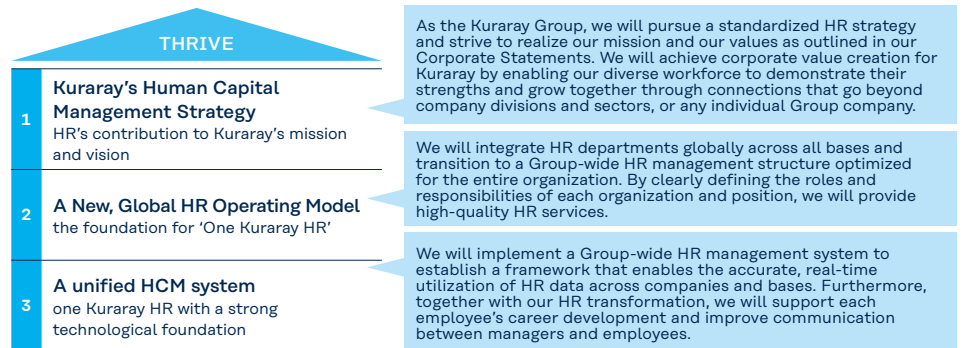 THRIVE
1
Kuraray’s Human Capital
Management Strategy
HR’s contribution to Kuraray’s mission
and vision
As the Kuraray Group, we will pursue a standardized HR strategy
and strive to realize our mission and our values as outlined in our
Corporate Statements. We will achieve corporate value creation for
Kuraray by enabling our diverse workforce to demonstrate their
strengths and grow together through connections that go beyond
company divisions and sectors, or any individual Group company.
2
A New, Global HR Operating Model
the foundation for ‘One Kuraray HR’
We will integrate HR departments globally across all bases and
transition to a Group-wide HR management structure optimized
for the entire organization. By clearly defining the roles and
responsibilities of each organization and position, we will provide
high-quality HR services.
3
A unified HCM system
one Kuraray HR with a strong
technological foundation
We will implement a Group-wide HR management system to
establish a framework that enables the accurate, real-time
utilization of HR data across companies and bases. Furthermore,
together with our HR transformation, we will support each
employee’s career development and improve communication
between managers and employees.